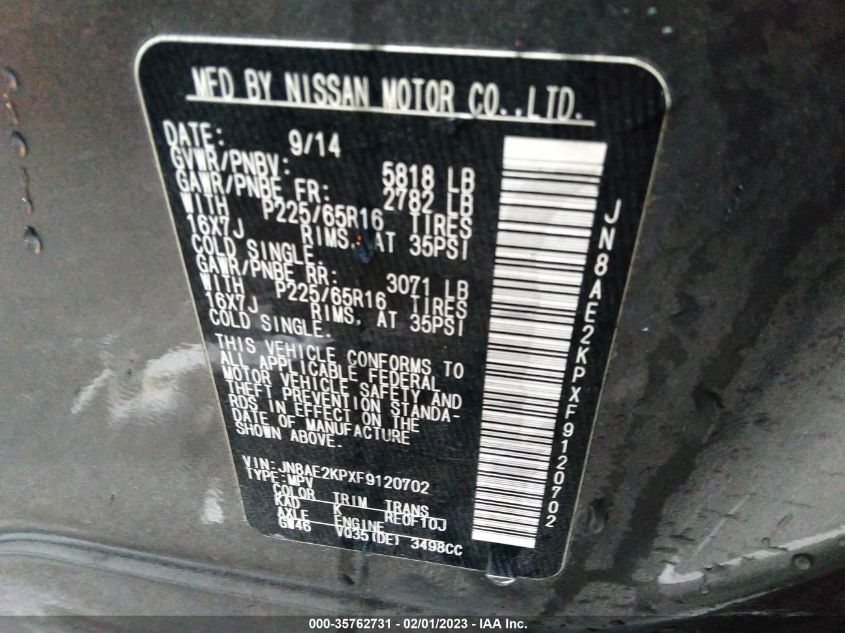 MFD BY NISSAN MOTOR CO.,LTD.
DATE: 9/14
GVWR/PNBV: 5818 LB
GAWR/PNBE FR: 2782 LB
WITH P225/65R16 TIRES
16X7J RIMS, AT 35PSI
COLD SINGLE.
GAWR/PNBE RR: 3071 LB
WITH P225/65R16 TIRES
16X7J RIMS, AT 35PSI
COLD SINGLE.
THIS VEHICLE CONFORMS TO
ALL APPLICABLE FEDERAL
MOTOR VEHICLE SAFETY AND
THEFT PREVENTION STANDA-
RDS IN EFFECT ON THE
DATE OF MANUFACTURE
SHOWN ABOVE.
VIN:JN8AE2KPXF9120702
TYPE:MPV
COLOR TRIM TRANS
KAD K RE0F10J
AXLE ENGINE
GW46 VQ35(DE) 3498CC
JN8AE2KPXF9120702
000-35762731 - 02/01/2023 - IAA Inc.